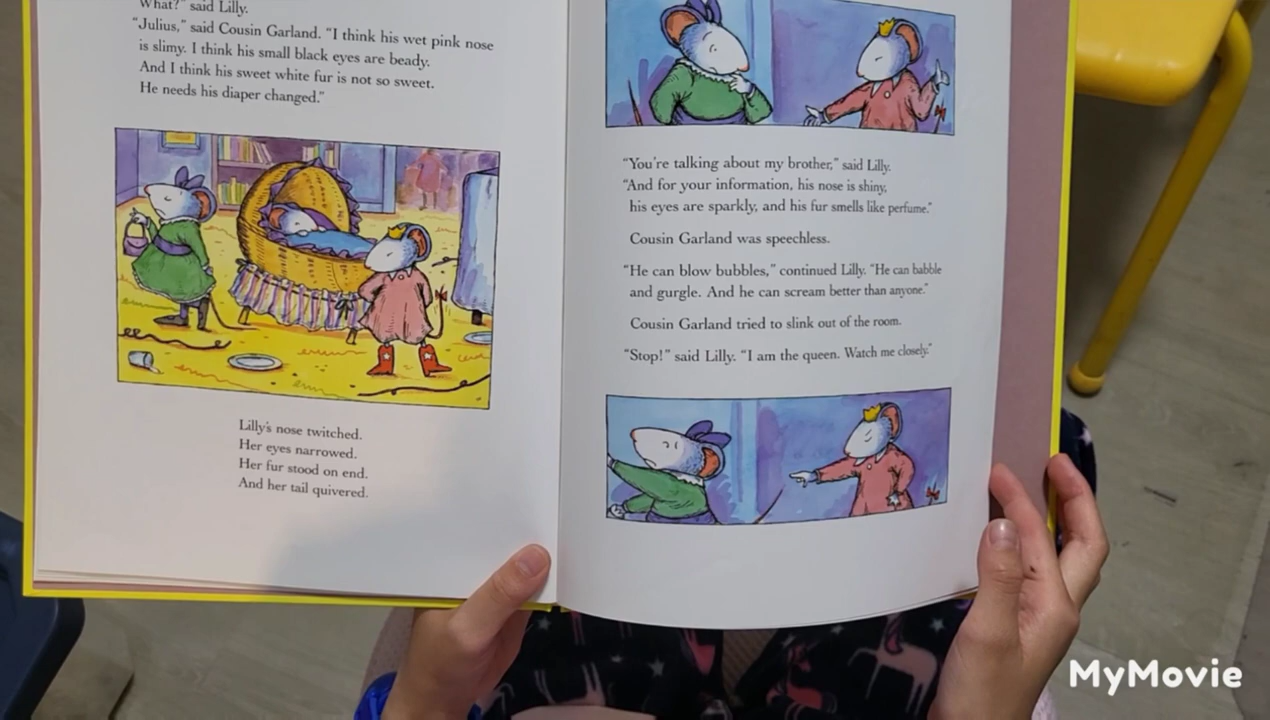 What?" said Lilly.
"Julius," said Cousin Garland. "I think his wet pink nose
is slimy. I think his small black eyes are beady.
And I think his sweet white fur is not so sweet.
He needs his diaper changed."
Lilly's nose twitched.
Her eyes narrowed.
Her fur stood on end.
And her tail quivered.
"You're talking about my brother," said Lilly.
"And for your information, his nose is shiny,
his eyes are sparkly, and his fur smells like perfume."
Cousin Garland was speechless.
"He can blow bubbles," continued Lilly. "He can babble
and gurgle. And he can scream better than anyone."
Cousin Garland tried to slink out of the room.
"Stop!" said Lilly. "I am the queen. Watch me closely."
MyMovie